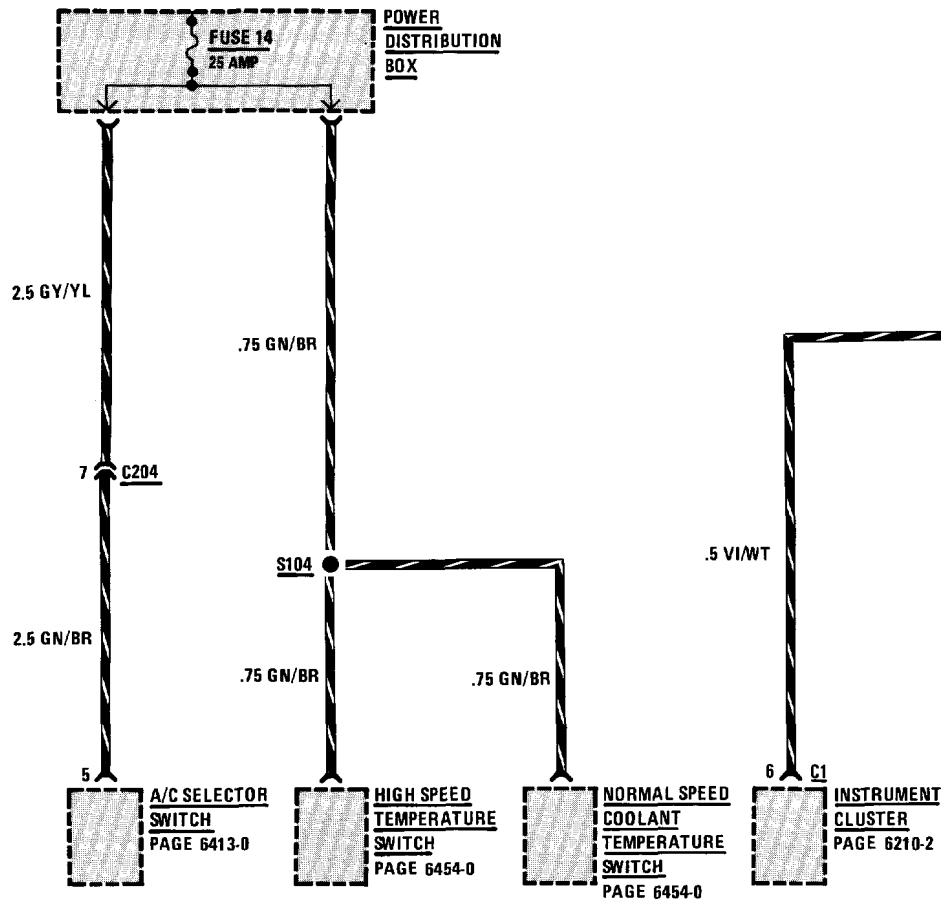 POWER
DISTRIBUTION
BOX
FUSE 14
25 AMP
2.5 GY/YL
.75 GN/BR
7 C204
S104
.5 VI/WT
2.5 GN/BR
.75 GN/BR
.75 GN/BR
5
6 C1
A/C SELECTOR
SWITCH
PAGE 6413-0
HIGH SPEED
TEMPERATURE
SWITCH
PAGE 6454-0
NORMAL SPEED
COOLANT
TEMPERATURE
SWITCH
PAGE 6454-0
INSTRUMENT
CLUSTER
PAGE 6210-2